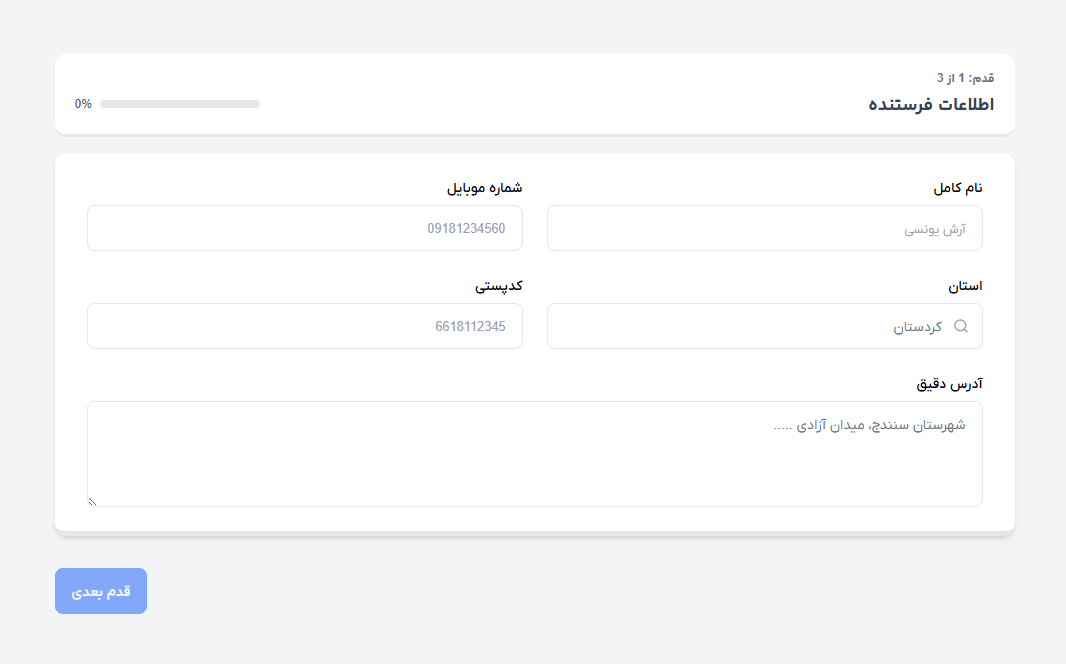 قدم: 1 از 3
اطلاعات فرستنده
0%
نام کامل
آرش یونسی
شماره موبایل
09181234560
استان
کردستان
کدپستی
6618112345
آدرس دقیق
شهرستان سنندج، میدان آزادی .....
قدم بعدی